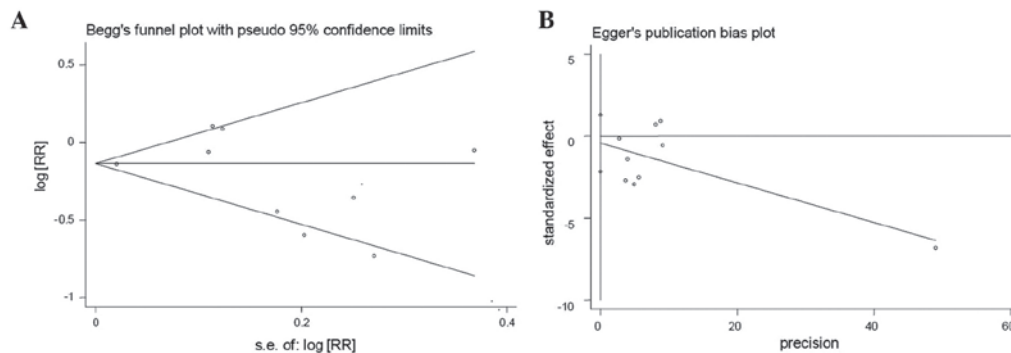 A
Begg's funnel plot with pseudo 95% confidence limits
0.5
0
-0.5
-1
log [RR]
0
0.2
0.4
s.e. of: log [RR]
B
Egger's publication bias plot
5
0
-5
-10
standardized effect
0
20
40
60
precision